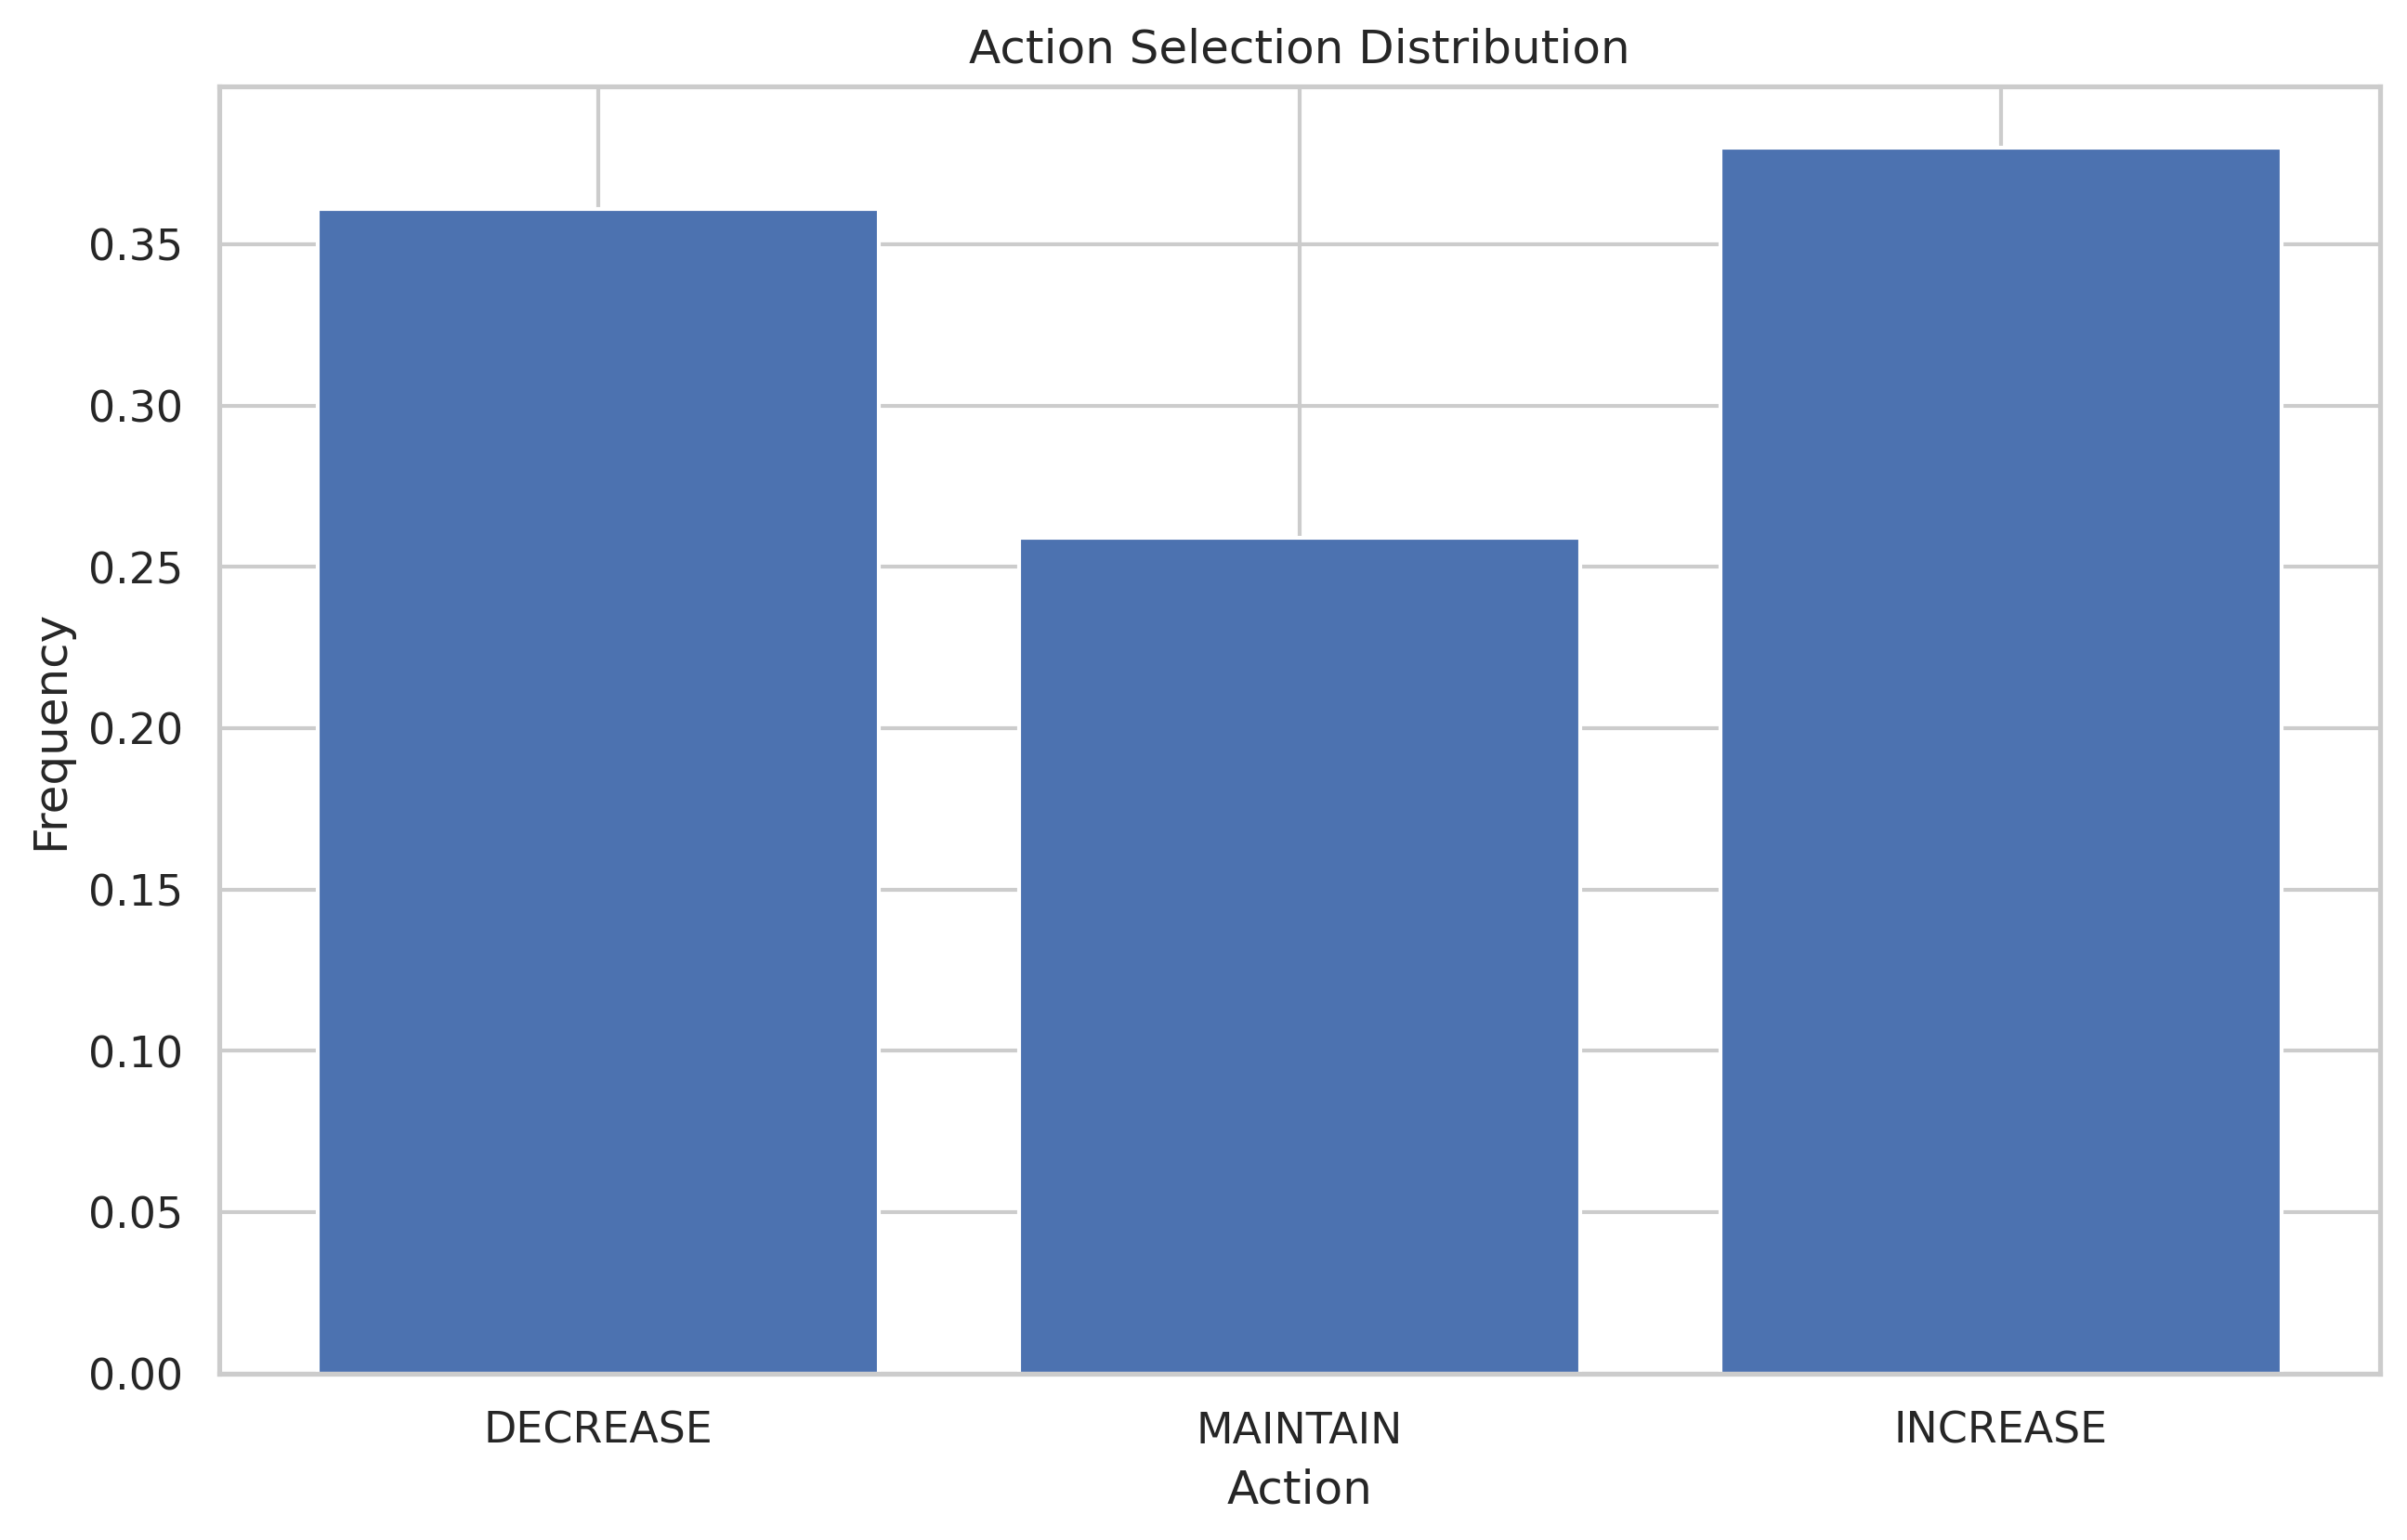 Action Selection Distribution
Frequency
0.35
0.30
0.25
0.20
0.15
0.10
0.05
0.00
DECREASE
MAINTAIN
INCREASE
Action